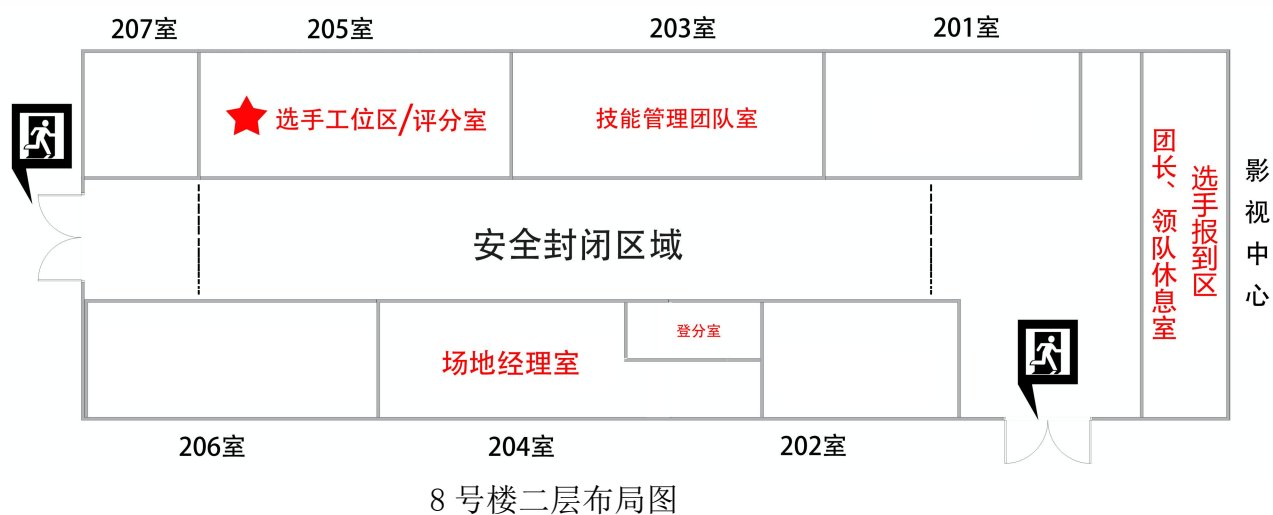 207室
205室
203室
201室
选手工位区/评分室
技能管理团队室
团长、领队休息室
选手报到区
影视中心
安全封闭区域
场地经理室
登分室
206室
204室
202室
8 号楼二层布局图